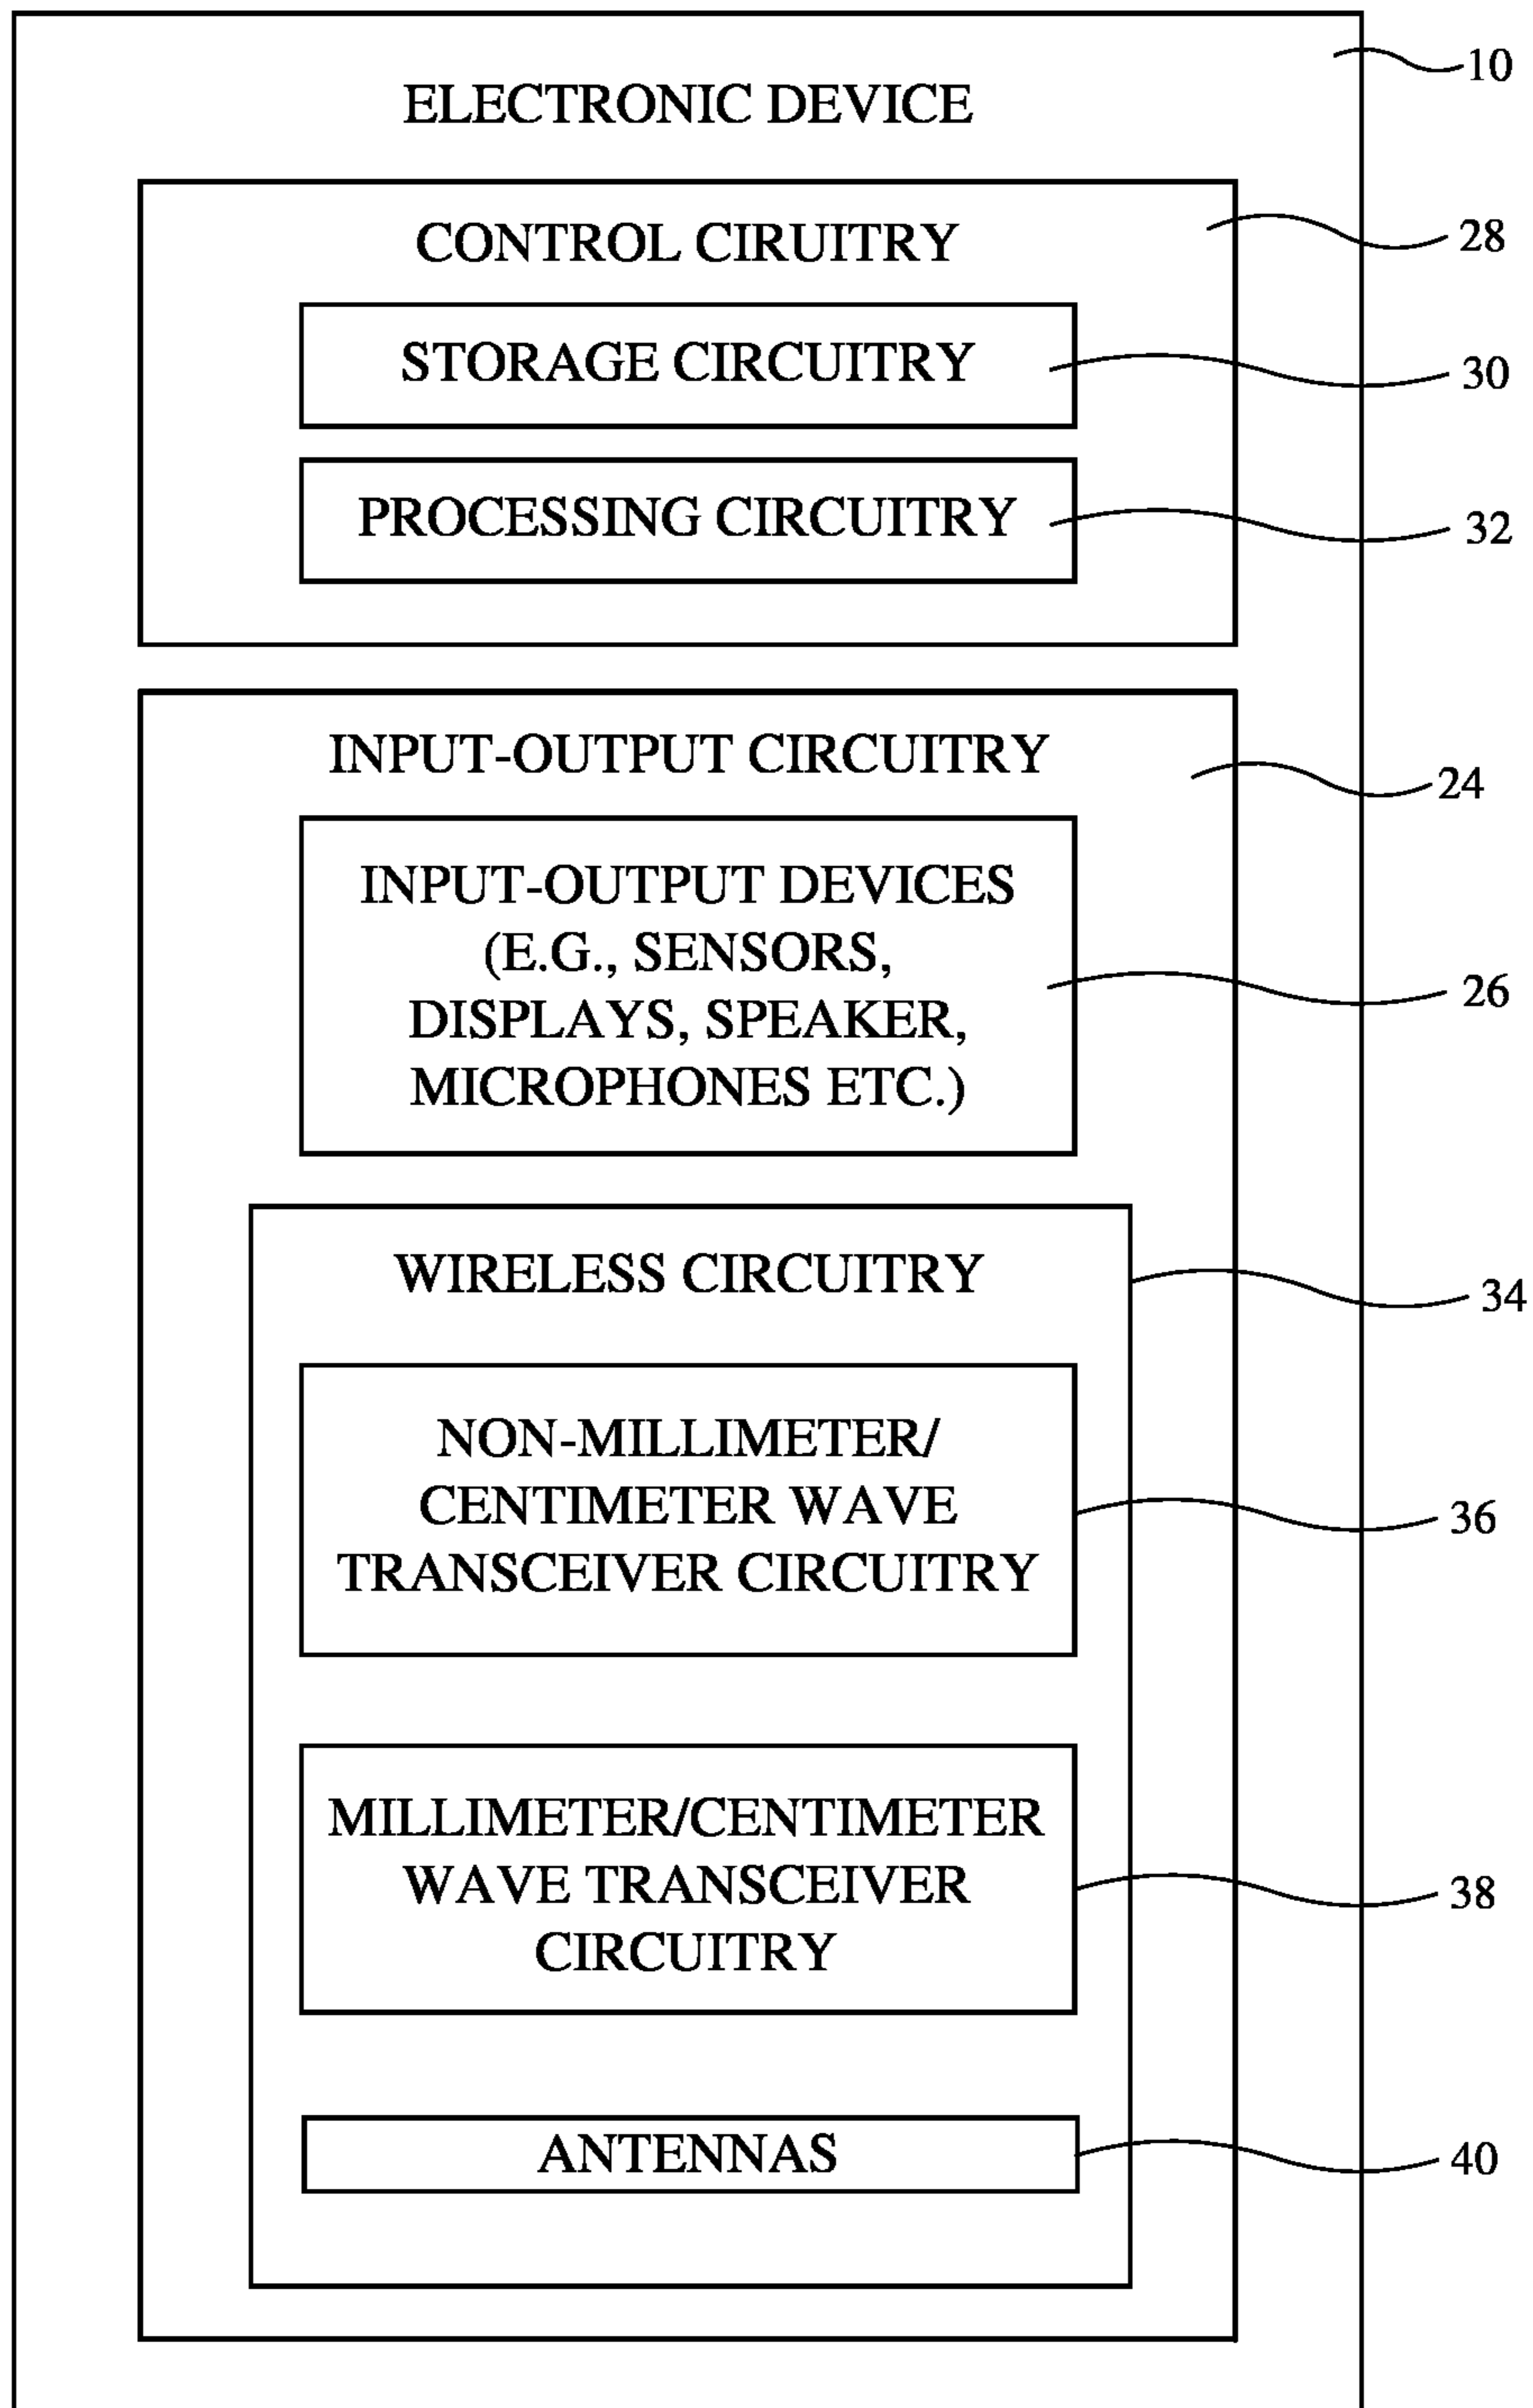 10
ELECTRONIC DEVICE
CONTROL CIRUITRY
28
STORAGE CIRCUITRY
30
PROCESSING CIRCUITRY
32
INPUT-OUTPUT CIRCUITRY
24
INPUT-OUTPUT DEVICES
(E.G., SENSORS,
DISPLAYS, SPEAKER,
MICROPHONES ETC.)
26
WIRELESS CIRCUITRY
34
NON-MILLIMETER/
CENTIMETER WAVE
TRANSCEIVER CIRCUITRY
36
MILLIMETER/CENTIMETER
WAVE TRANSCEIVER
CIRCUITRY
38
ANTENNAS
40